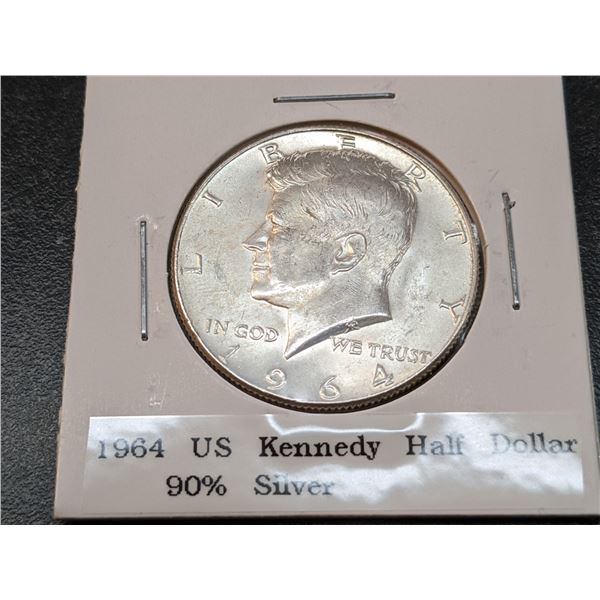 LIBERTY
IN GOD WE TRUST
1964
1964 US Kennedy Half Dollar
90% Silver